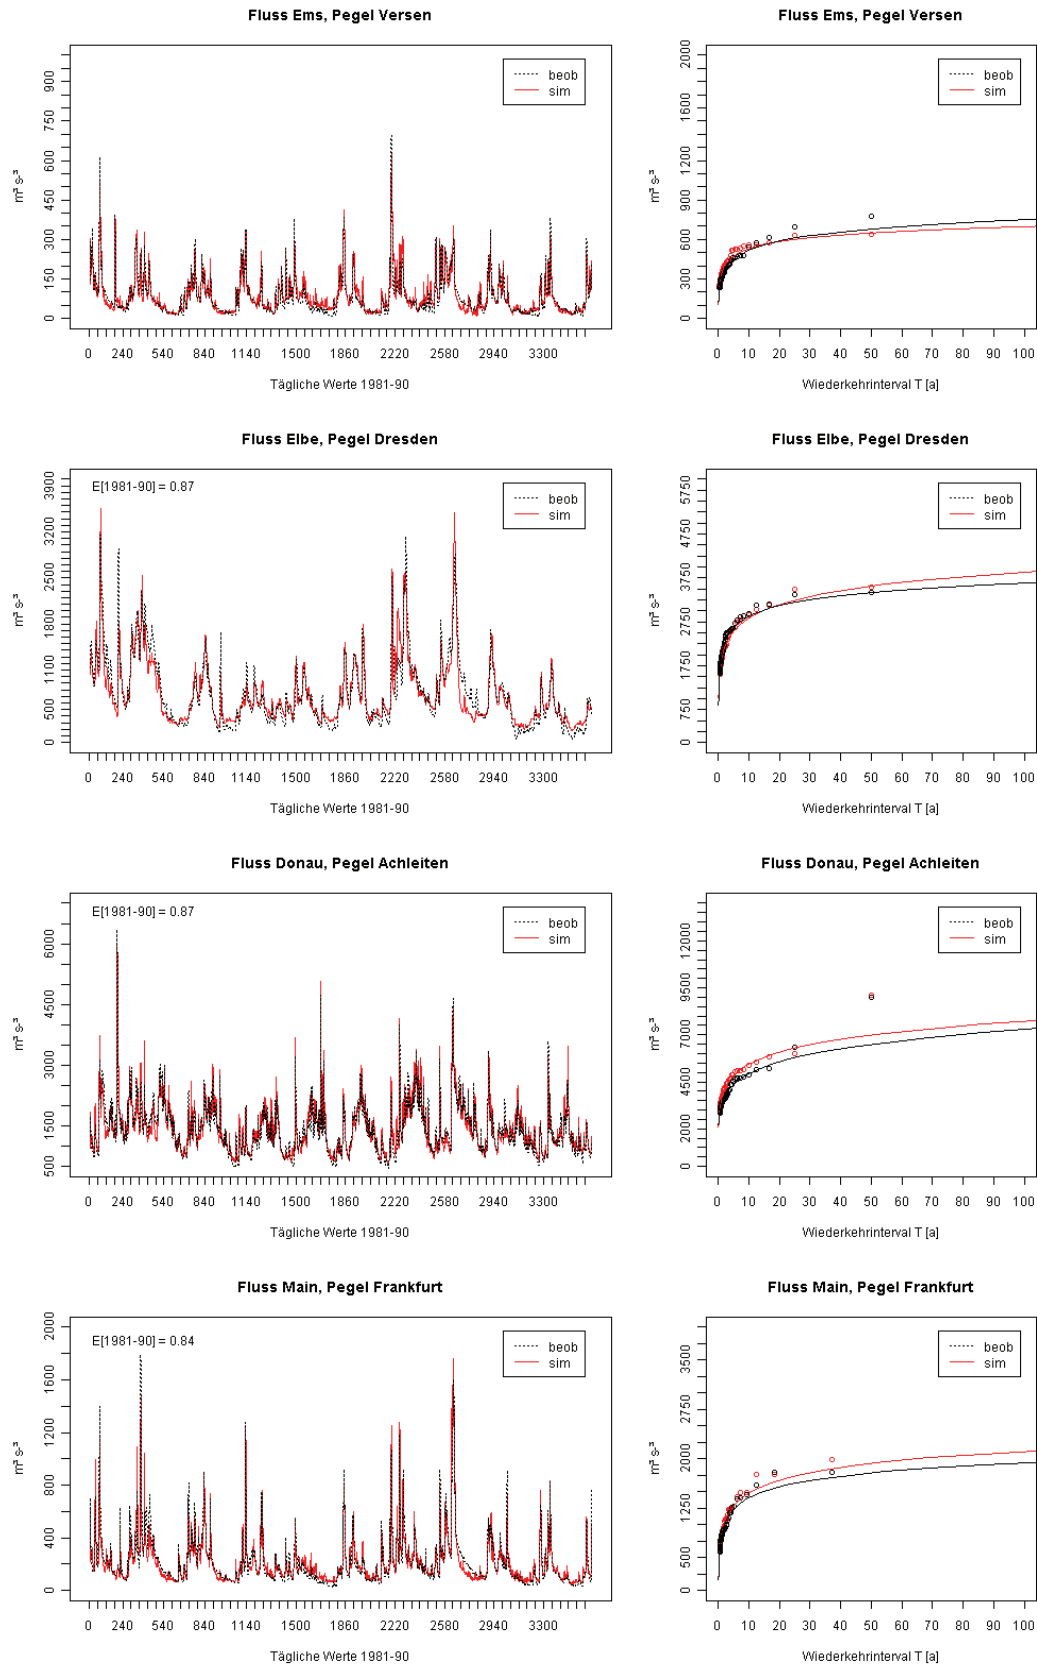 Fluss Ems, Pegel Versen
m³ s-³
0 150 300 450 600 750 900
beob
sim
0 240 540 840 1140 1500 1860 2220 2580 2940 3300
Tägliche Werte 1981-90
Fluss Ems, Pegel Versen
m³ s-³
0 300 600 900 1200 1600 2000
beob
sim
0 10 20 30 40 50 60 70 80 90 100
Wiederkehrinterval T [a]
Fluss Elbe, Pegel Dresden
m³ s-³
0 500 1100 1800 2500 3200 3900
E[1981-90] = 0.87
beob
sim
0 240 540 840 1140 1500 1860 2220 2580 2940 3300
Tägliche Werte 1981-90
Fluss Elbe, Pegel Dresden
m³ s-³
0 750 1750 2750 3750 4750 5750
beob
sim
0 10 20 30 40 50 60 70 80 90 100
Wiederkehrinterval T [a]
Fluss Donau, Pegel Achleiten
m³ s-³
500 1500 3000 4500 6000
E[1981-90] = 0.87
beob
sim
0 240 540 840 1140 1500 1860 2220 2580 2940 3300
Tägliche Werte 1981-90
Fluss Donau, Pegel Achleiten
m³ s-³
0 2000 4500 7000 9500 12000
beob
sim
0 10 20 30 40 50 60 70 80 90 100
Wiederkehrinterval T [a]
Fluss Main, Pegel Frankfurt
m³ s-³
0 400 800 1200 1600 2000
E[1981-90] = 0.84
beob
sim
0 240 540 840 1140 1500 1860 2220 2580 2940 3300
Tägliche Werte 1981-90
Fluss Main, Pegel Frankfurt
m³ s-³
0 500 1250 2000 2750 3500
beob
sim
0 10 20 30 40 50 60 70 80 90 100
Wiederkehrinterval T [a]